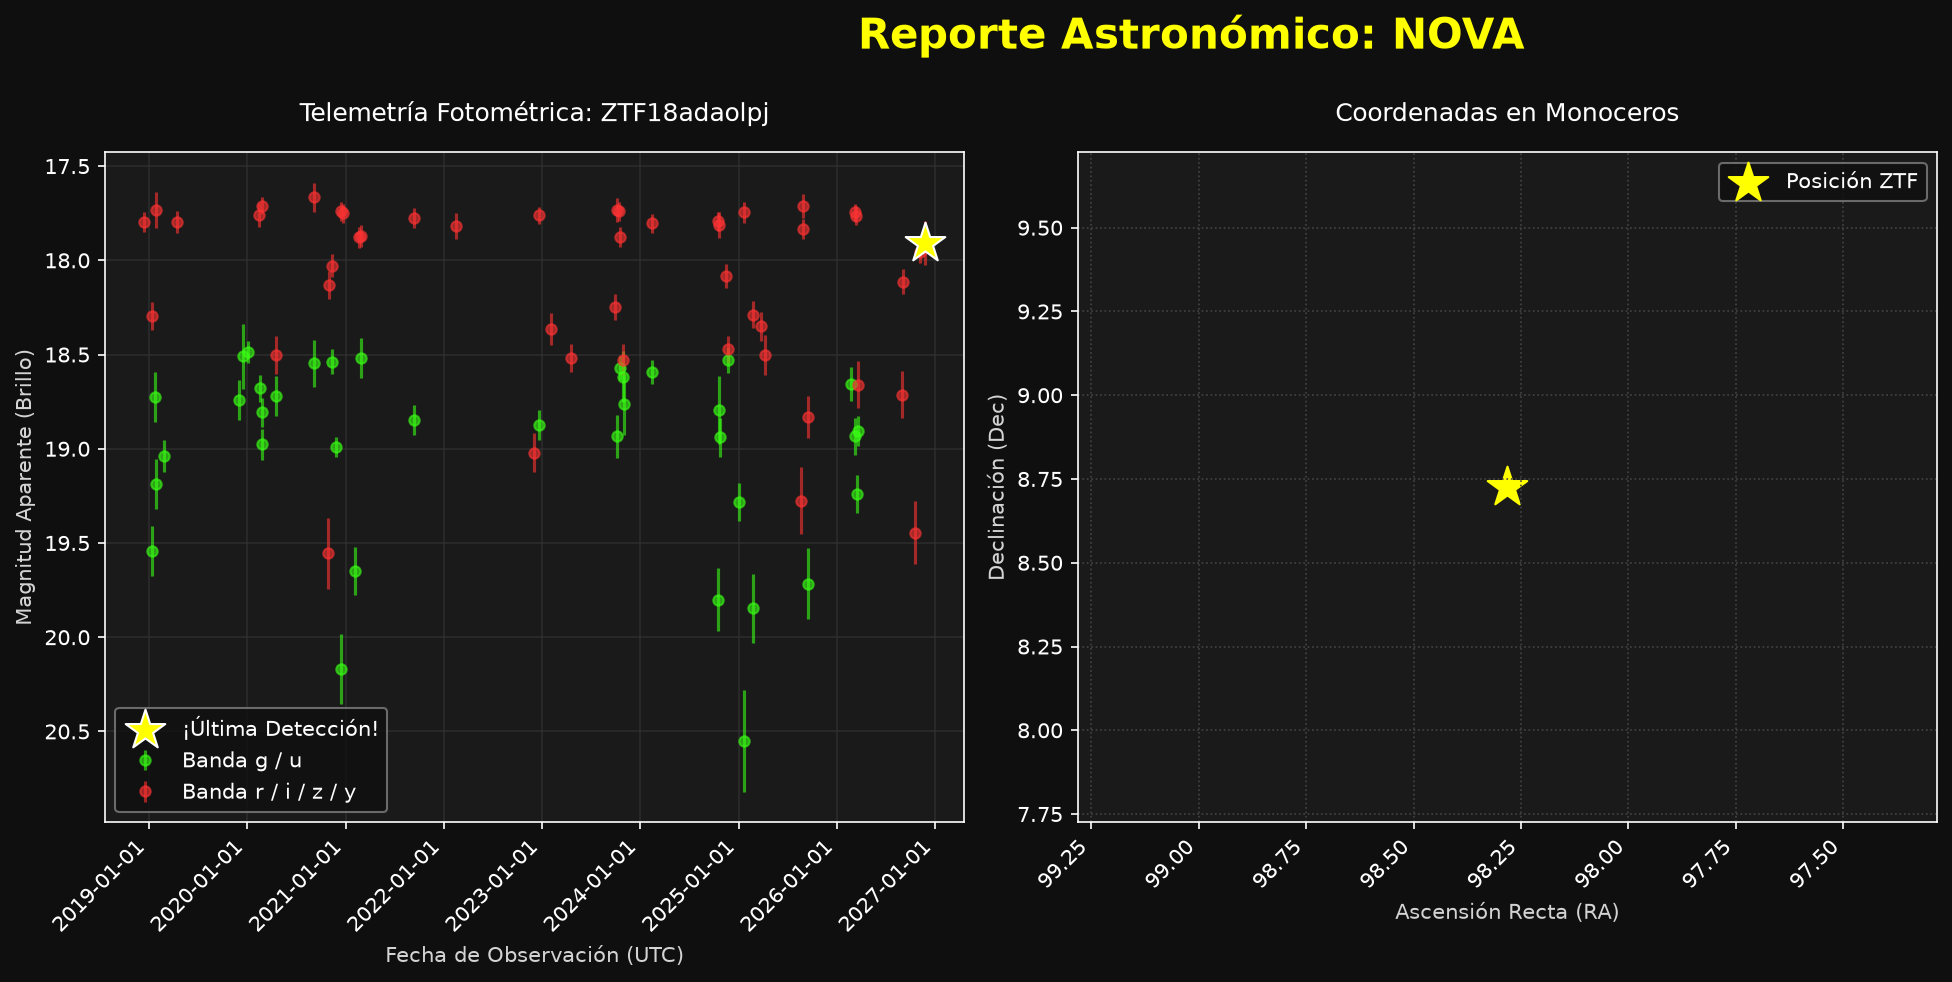 Reporte Astronómico: NOVA
Telemetría Fotométrica: ZTF18adaolpj
Magnitud Aparente (Brillo)
17.5
18.0
18.5
19.0
19.5
20.0
20.5
¡Última Detección!
Banda g / u
Banda r / i / z / y
2019-01-01
2020-01-01
2021-01-01
2022-01-01
2023-01-01
2024-01-01
2025-01-01
2026-01-01
2027-01-01
Fecha de Observación (UTC)
Coordenadas en Monoceros
Posición ZTF
Declinación (Dec)
9.50
9.25
9.00
8.75
8.50
8.25
8.00
7.75
99.25
99.00
98.75
98.50
98.25
98.00
97.75
97.50
Ascensión Recta (RA)